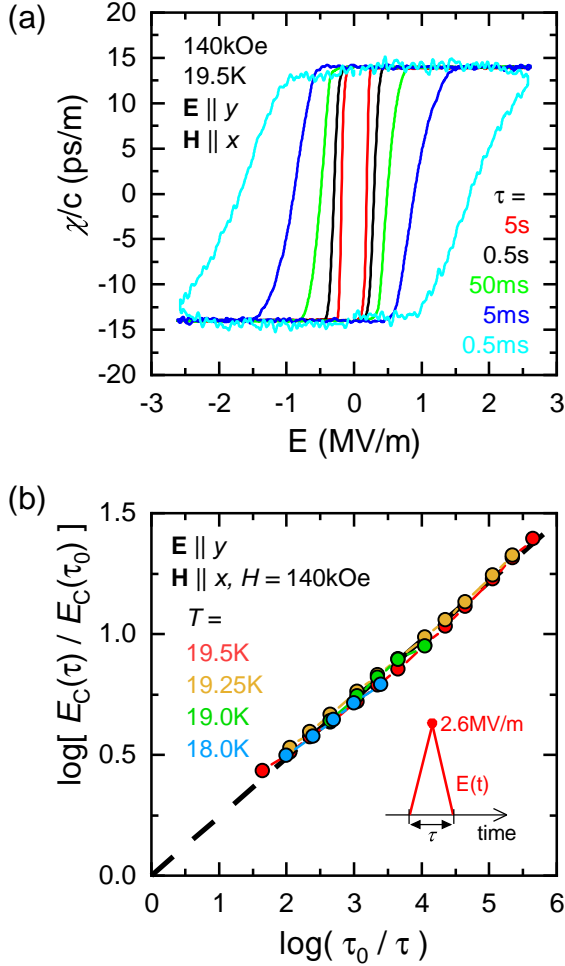 (a)
140kOe
19.5K
E || y
H || x
τ =
5s
0.5s
50ms
5ms
0.5ms
20
15
10
5
0
-5
-10
-15
-20
χ/c (ps/m)
-3 -2 -1 0 1 2 3
E (MV/m)
(b)
E || y
H || x, H = 140kOe
T =
19.5K
19.25K
19.0K
18.0K
2.6MV/m
E(t)
τ
time
1.5
1.0
0.5
0.0
log[ E_C(τ) / E_C(τ_0) ]
0 1 2 3 4 5 6
log( τ_0 / τ )